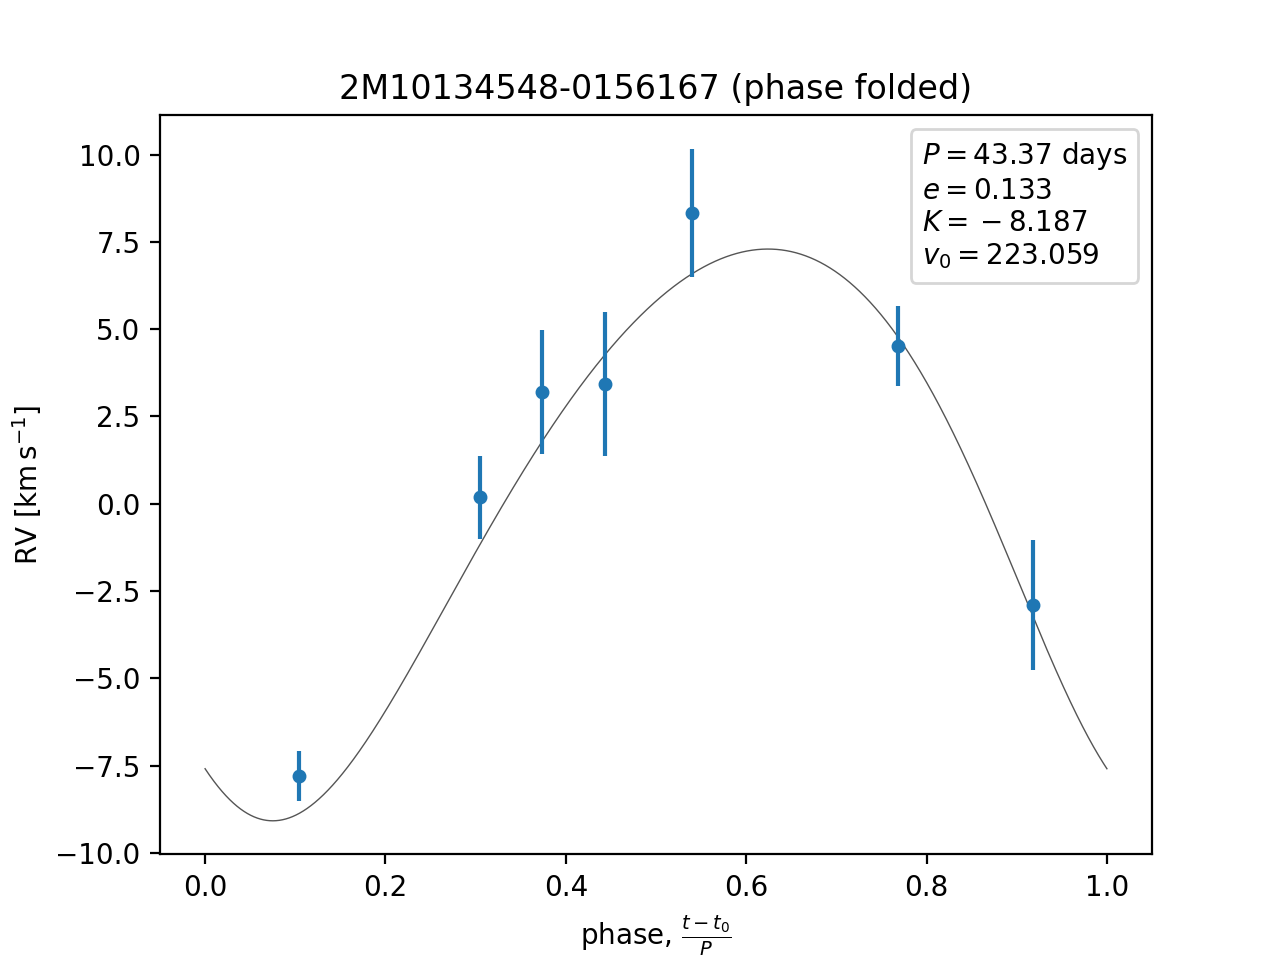 2M10134548-0156167 (phase folded)
P = 43.37 days
e = 0.133
K = −8.187
v₀ = 223.059
RV [km s⁻¹]
10.0
7.5
5.0
2.5
0.0
−2.5
−5.0
−7.5
−10.0
0.0 0.2 0.4 0.6 0.8 1.0
phase, (t − t₀)/P